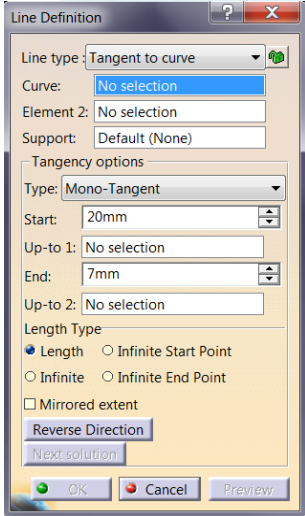 Line Definition
?
X
Line type : Tangent to curve
Curve: No selection
Element 2: No selection
Support: Default (None)
Tangency options
Type: Mono-Tangent
Start: 20mm
Up-to 1: No selection
End: 7mm
Up-to 2: No selection
Length Type
Length Infinite Start Point
Infinite Infinite End Point
Mirrored extent
Reverse Direction
Next solution
OK Cancel Preview